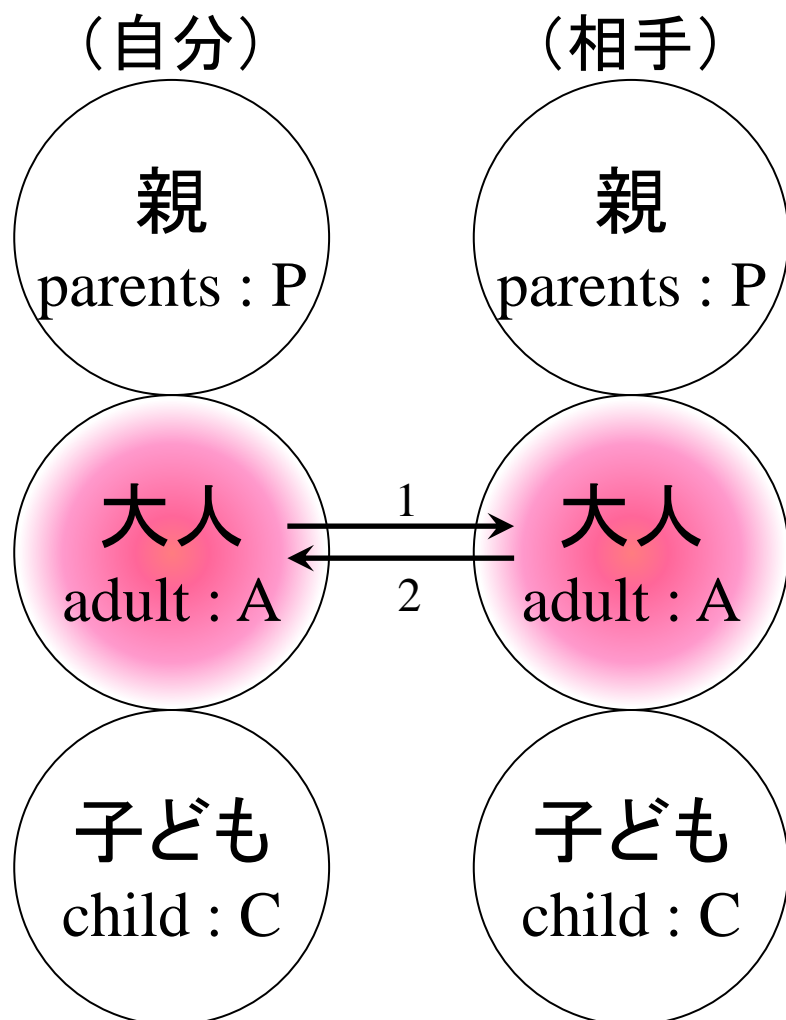 （自分）
（相手）
親
parents : P
親
parents : P
大人
adult : A
1
2
大人
adult : A
子ども
child : C
子ども
child : C